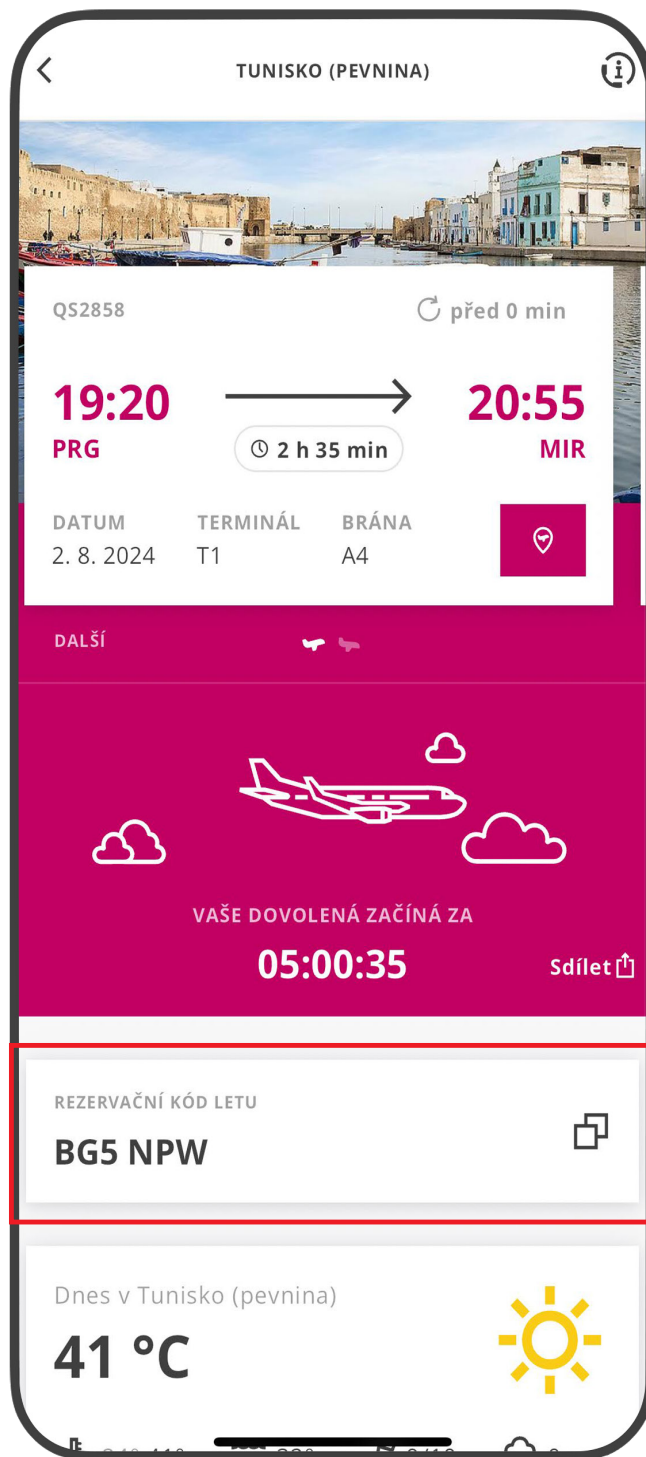 TUNISKO (PEVNINA)
QS2858 před 0 min
19:20 20:55
PRG 2 h 35 min MIR
DATUM TERMINÁL BRÁNA
2. 8. 2024 T1 A4
DALŠÍ
VAŠE DOVOLENÁ ZAČÍNÁ ZA
05:00:35 Sdílet
REZERVAČNÍ KÓD LETU
BG5 NPW
Dnes v Tunisko (pevnina)
41 °C